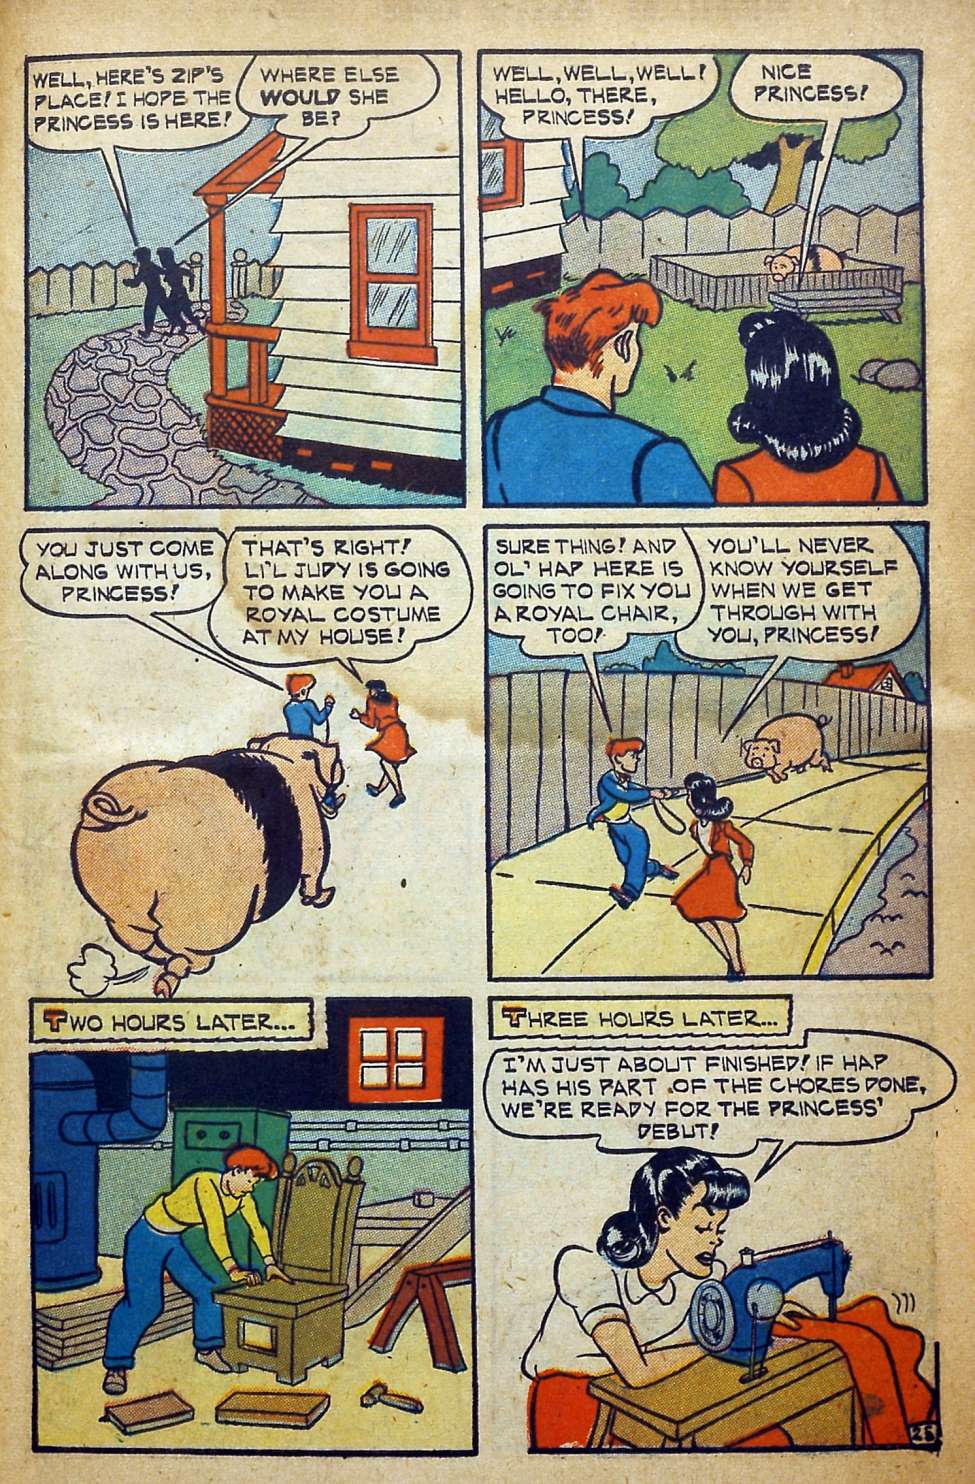 WELL, HERE'S ZIP'S
PLACE! I HOPE THE
PRINCESS IS HERE!
WHERE ELSE
WOULD SHE
BE?
WELL, WELL, WELL!
HELLO, THERE,
PRINCESS!
NICE
PRINCESS!
YOU JUST COME
ALONG WITH US,
PRINCESS!
THAT'S RIGHT!
LI'L JUDY IS GOING
TO MAKE YOU A
ROYAL COSTUME
AT MY HOUSE!
SURE THING! AND
OL' HAP HERE IS
GOING TO FIX YOU
A ROYAL CHAIR,
TOO!
YOU'LL NEVER
KNOW YOURSELF
WHEN WE GET
THROUGH WITH
YOU, PRINCESS!
TWO HOURS LATER...
THREE HOURS LATER...
I'M JUST ABOUT FINISHED! IF HAP
HAS HIS PART OF THE CHORES DONE,
WE'RE READY FOR THE PRINCESS'
DEBUT!